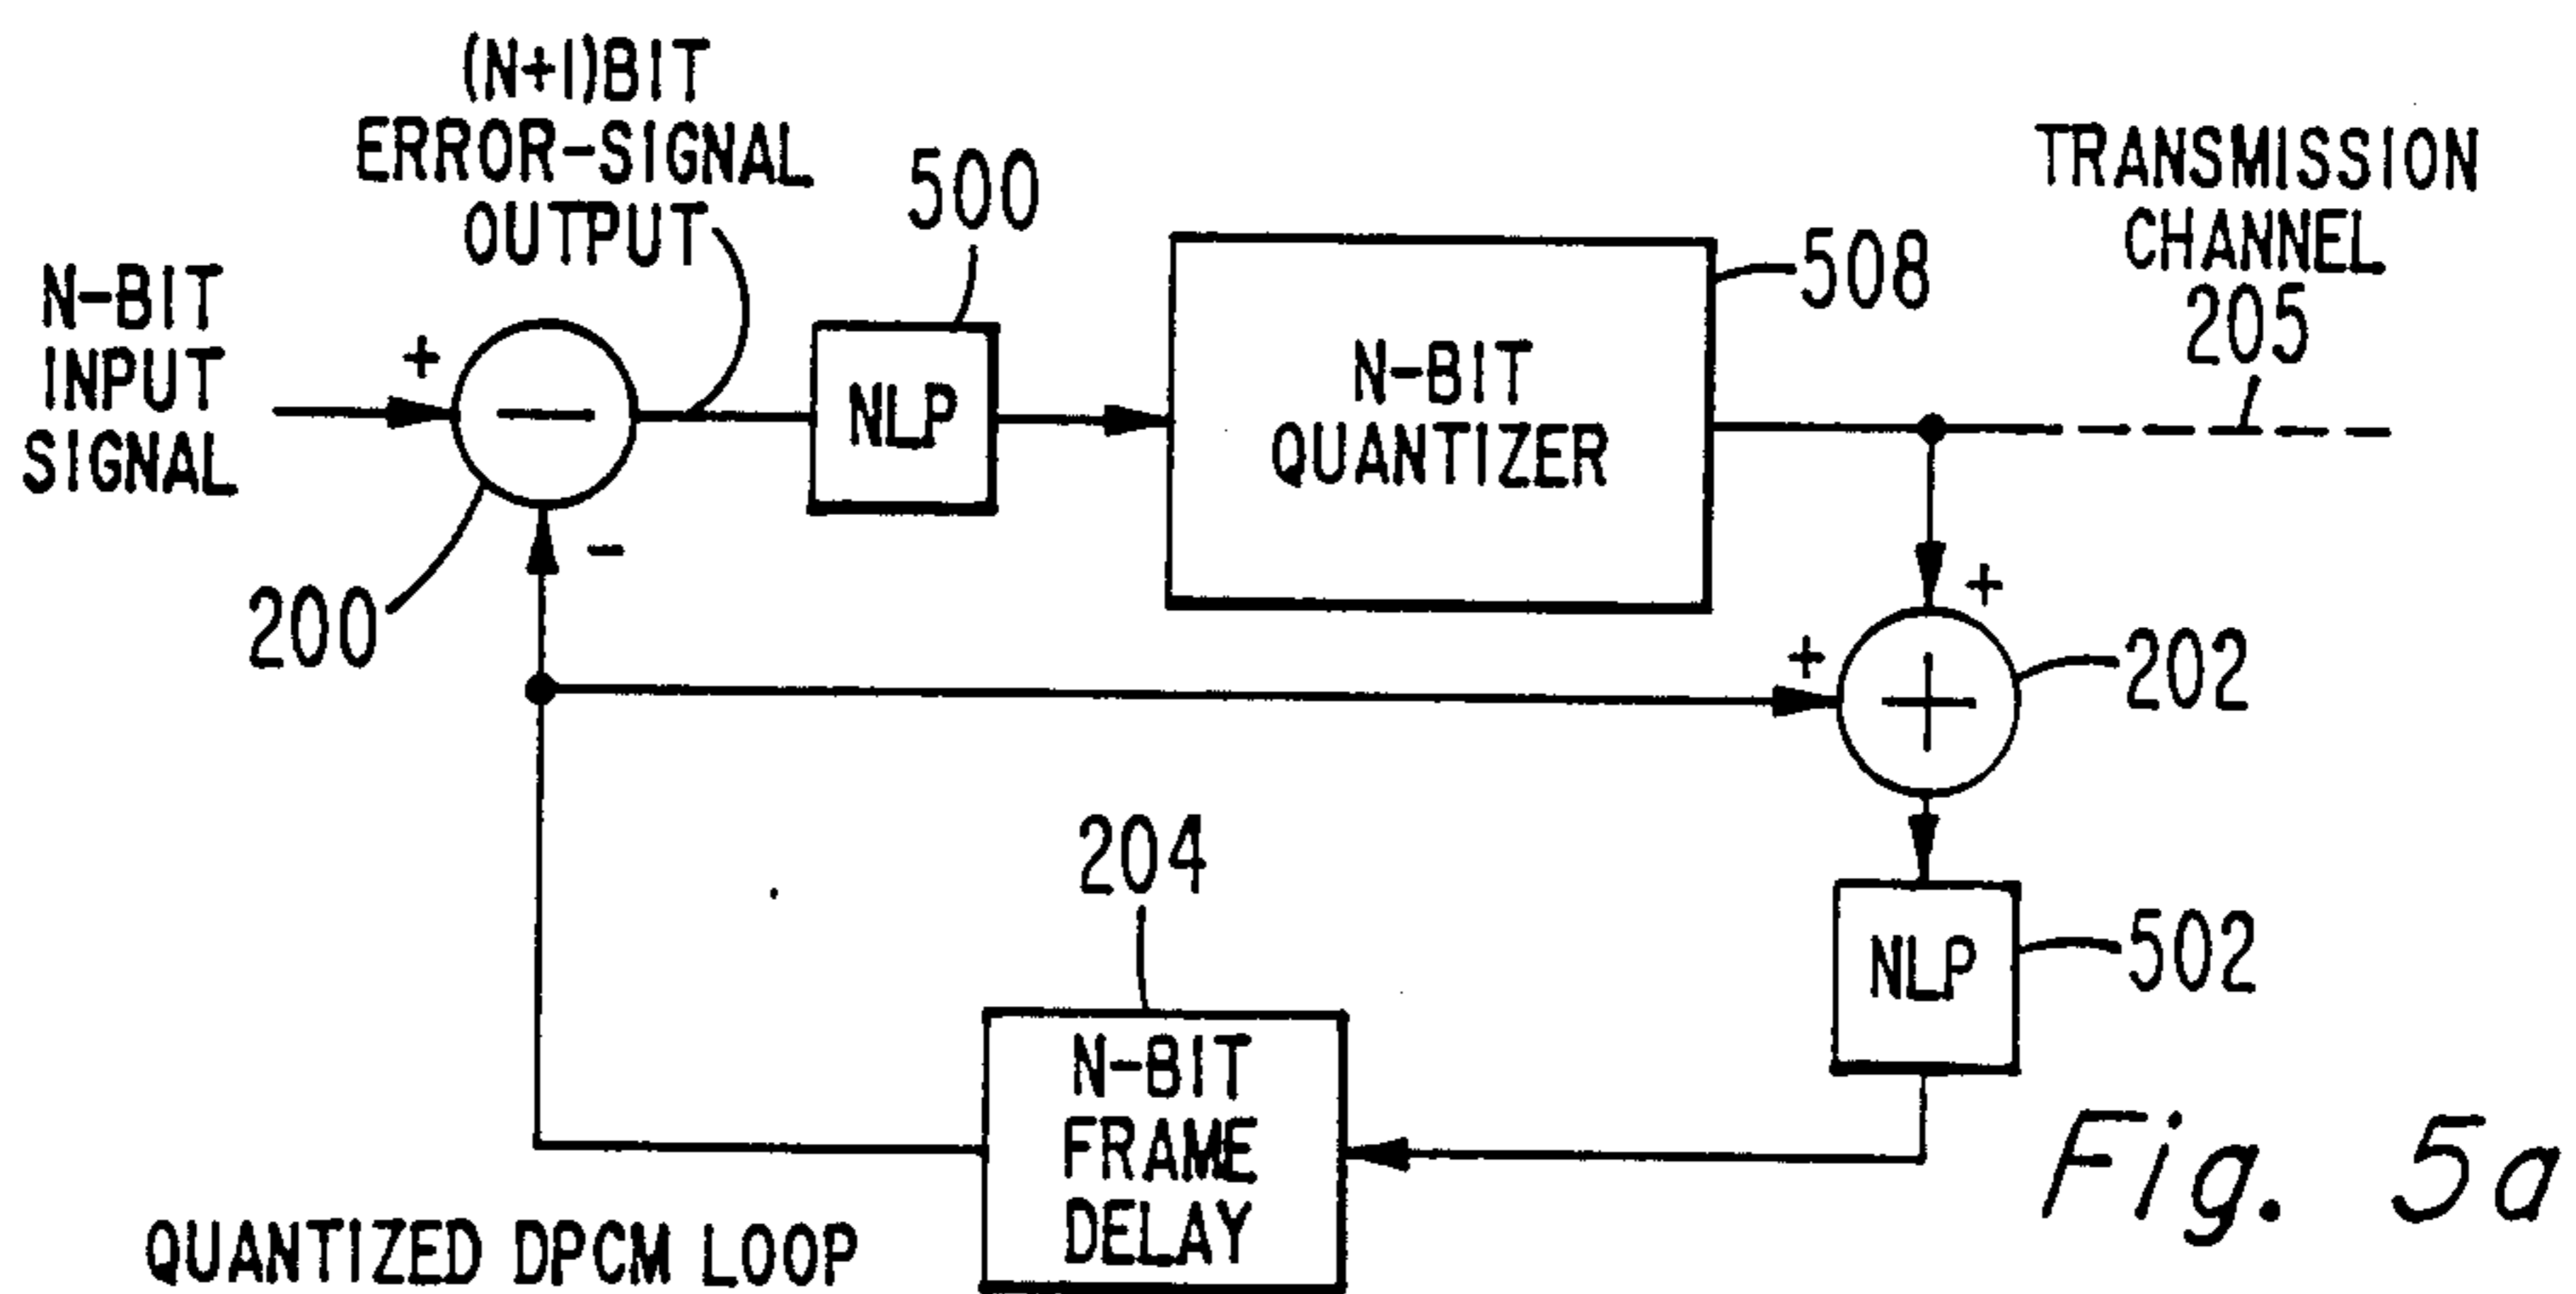 (N+1)BIT
ERROR-SIGNAL
OUTPUT
500
TRANSMISSION
CHANNEL
205
508
N-BIT
INPUT
SIGNAL
+
−
NLP
N-BIT
QUANTIZER
-
200
+
+
+
202
204
NLP
502
N-BIT
FRAME
DELAY
QUANTIZED DPCM LOOP
Fig. 5a